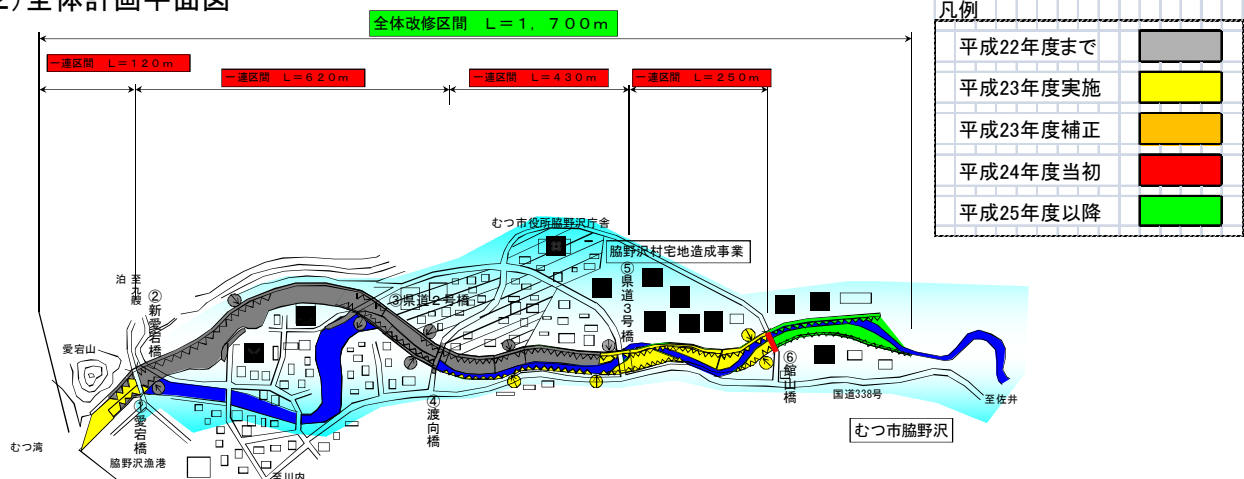 2)全体計画平面図
全体改修区間 L=1,700m
一連区間 L=120m
一連区間 L=620m
一連区間 L=430m
一連区間 L=250m
凡例
平成22年度まで
平成23年度実施
平成23年度補正
平成24年度当初
平成25年度以降
むつ市役所脇野沢庁舎
脇野沢村宅地造成事業
泊
至九艘
②新愛宕橋
③県道2号橋
⑤県道3号橋
愛宕山
①愛宕橋
④渡向橋
⑥館山橋
国道338号
至佐井
むつ市脇野沢
むつ湾
脇野沢漁港
至川内